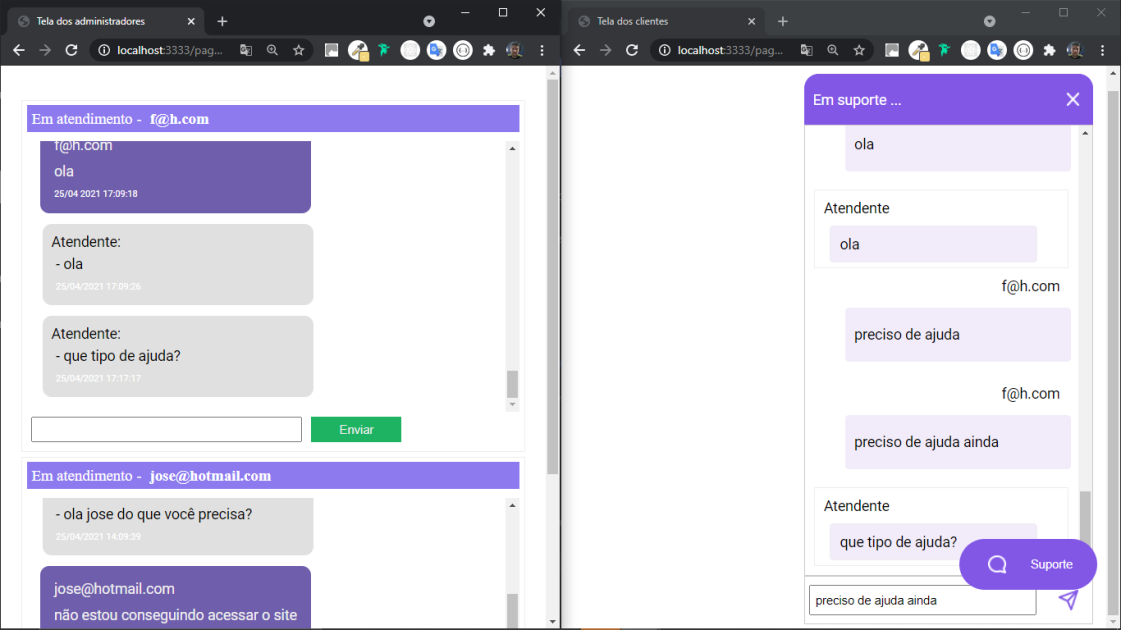 Tela dos administradores
localhost:3333/pag...
Em atendimento - f@h.com
f@h.com
ola
25/04 2021 17:09:18
Atendente:
- ola
25/04/2021 17:09:26
Atendente:
- que tipo de ajuda?
25/04/2021 17:17:17
Enviar
Em atendimento - jose@hotmail.com
- ola jose do que você precisa?
25/04/2021 14:09:39
jose@hotmail.com
não estou conseguindo acessar o site
Tela dos clientes
localhost:3333/pag...
Em suporte ...
ola
Atendente
ola
f@h.com
preciso de ajuda
f@h.com
preciso de ajuda ainda
Atendente
que tipo de ajuda?
Suporte
preciso de ajuda ainda